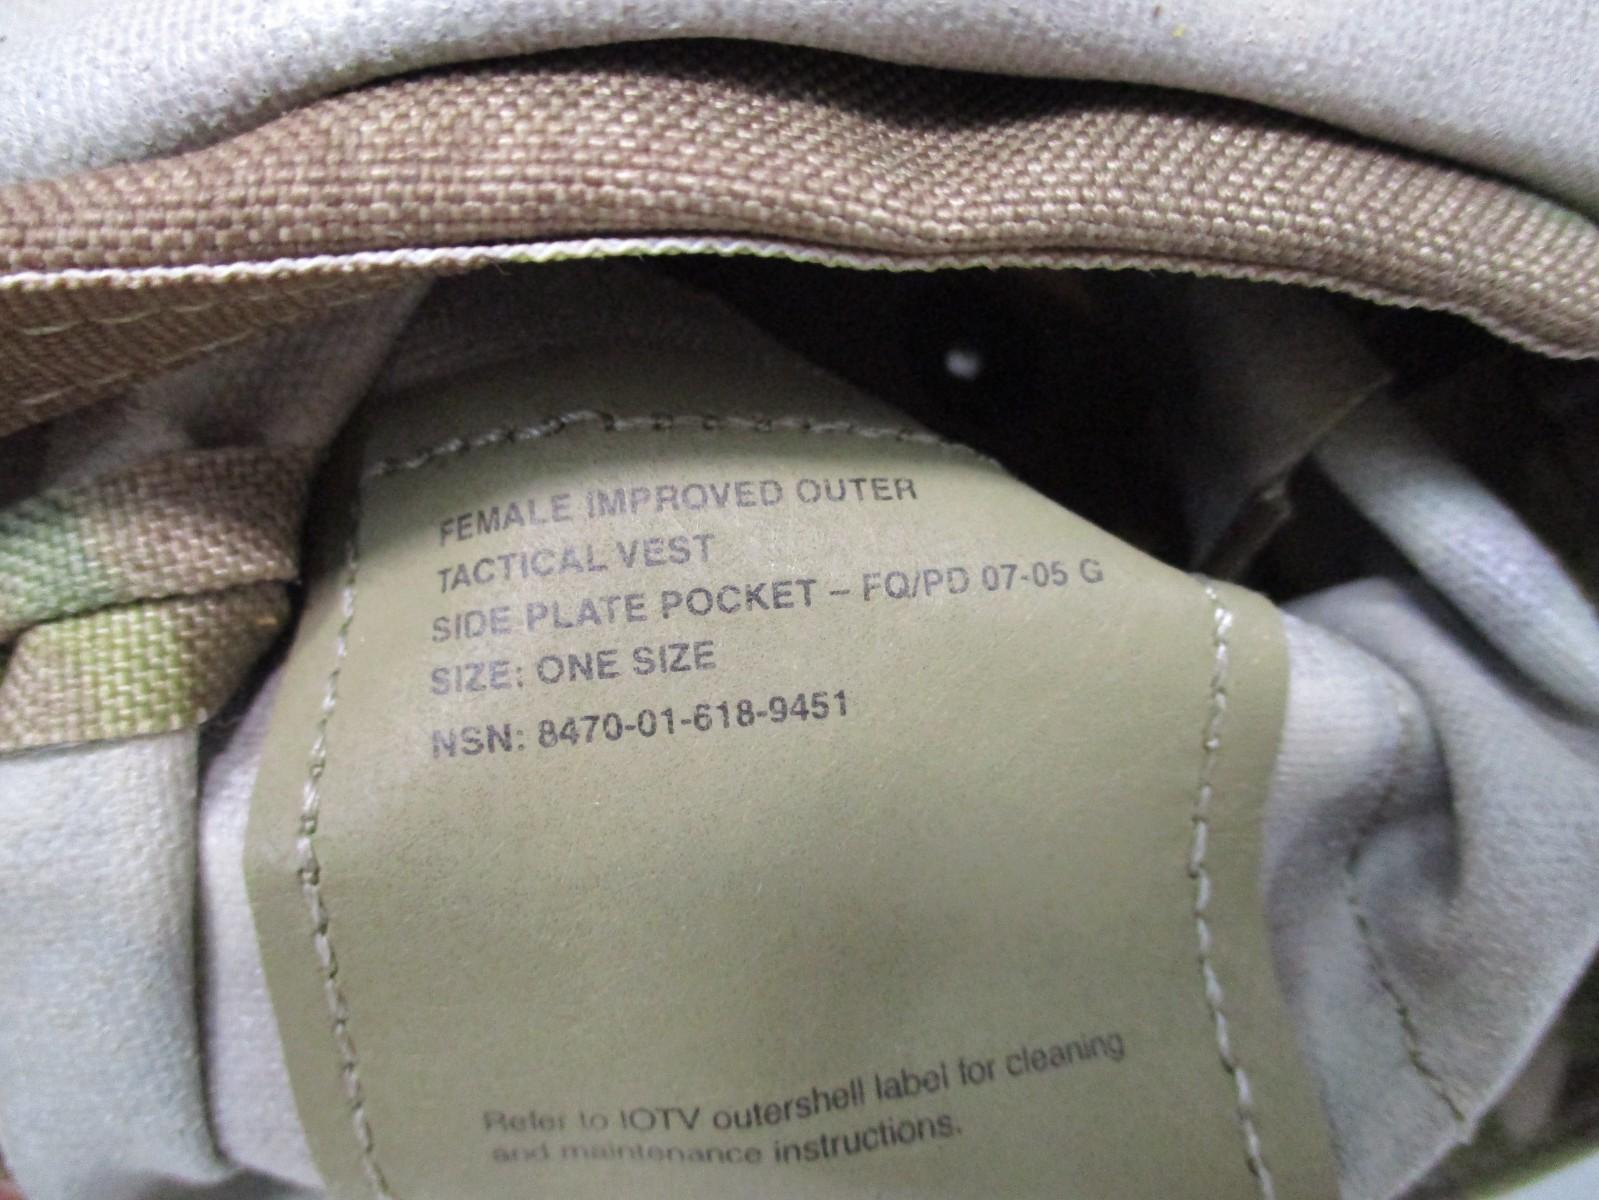 FEMALE IMPROVED OUTER
TACTICAL VEST
SIDE PLATE POCKET – FQ/PD 07-05 G
SIZE: ONE SIZE
NSN: 8470-01-618-9451
Refer to IOTV outershell label for cleaning
and maintenance instructions.